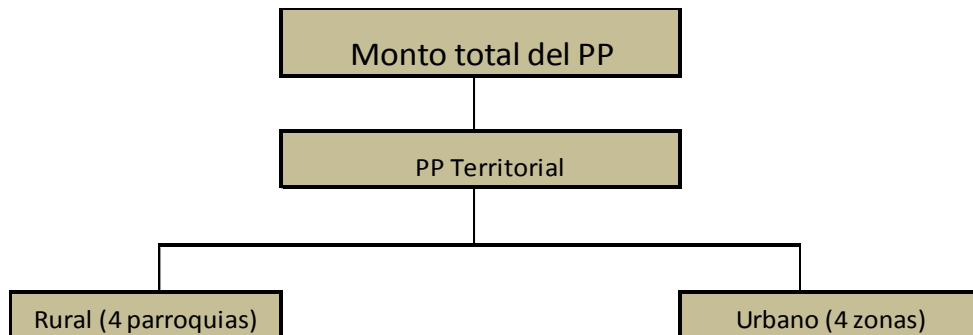 Monto total del PP
PP Territorial
Rural (4 parroquias)
Urbano (4 zonas)